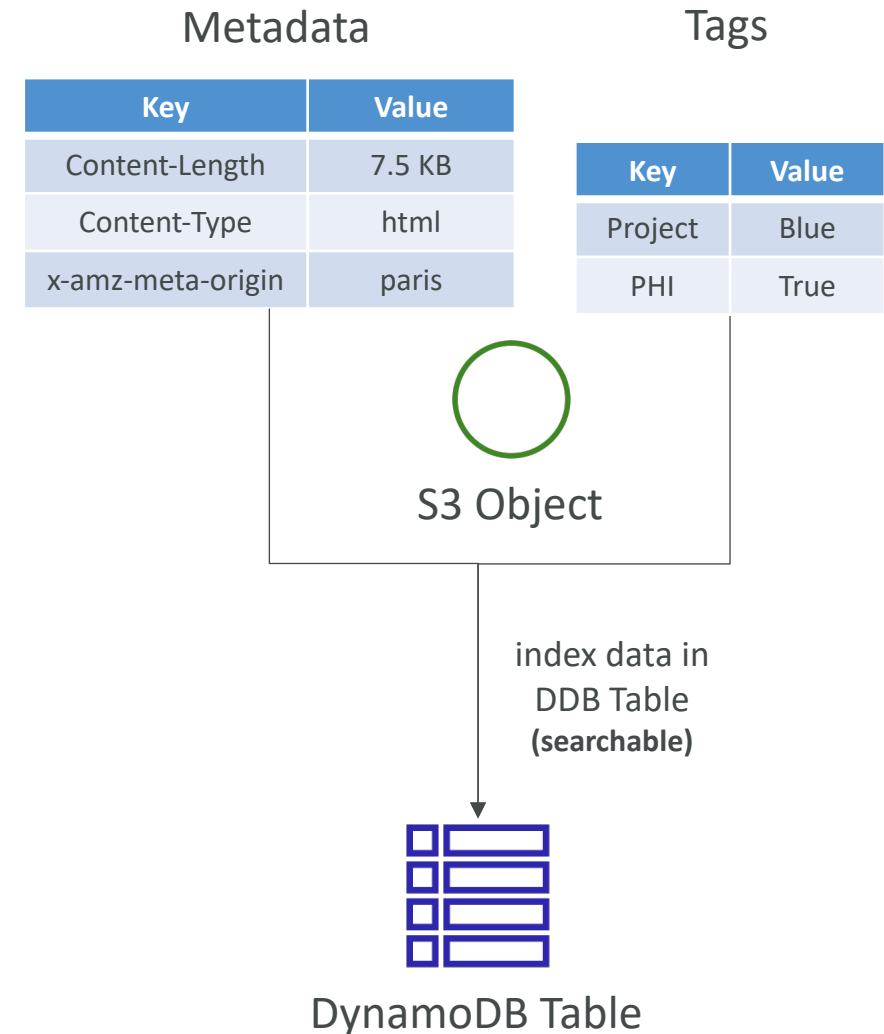 Metadata
Tags
Key Value
Content-Length 7.5 KB
Content-Type html
x-amz-meta-origin paris
Key Value
Project Blue
PHI True
S3 Object
index data in
DDB Table
(searchable)
DynamoDB Table